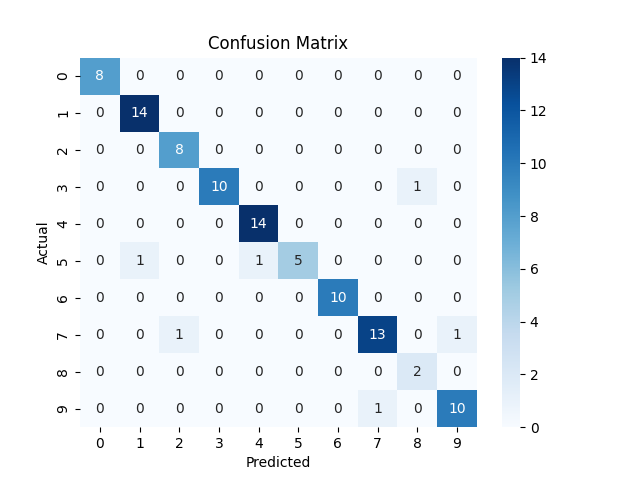 Confusion Matrix
0 8 0 0 0 0 0 0 0 0 0
1 0 14 0 0 0 0 0 0 0 0
2 0 0 8 0 0 0 0 0 0 0
3 0 0 0 10 0 0 0 0 1 0
4 0 0 0 0 14 0 0 0 0 0
5 0 1 0 0 1 5 0 0 0 0
6 0 0 0 0 0 0 10 0 0 0
7 0 0 1 0 0 0 0 13 0 1
8 0 0 0 0 0 0 0 0 2 0
9 0 0 0 0 0 0 0 1 0 10
0 1 2 3 4 5 6 7 8 9
Predicted
Actual
14
12
10
8
6
4
2
0